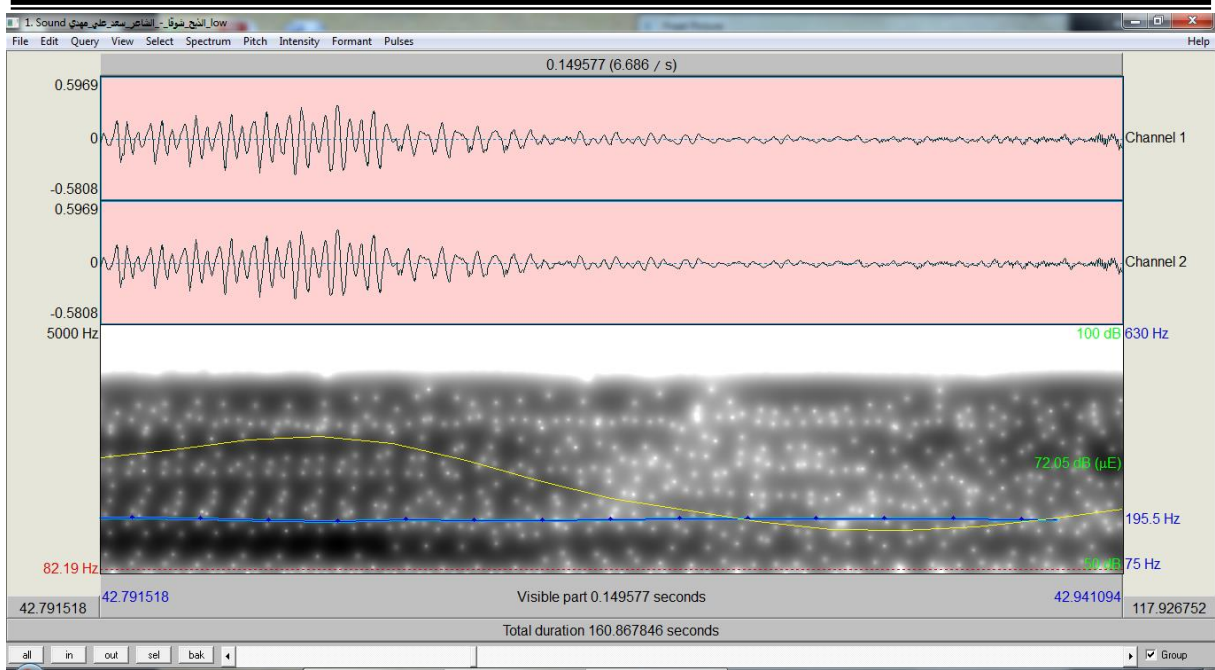 1. Sound الذبح_شوقا_-_الشاعر_سعد_علي_مهدي_low
File Edit Query View Select Spectrum Pitch Intensity Formant Pulses Help
0.149577 (6.686 / s)
0.5969
0
-0.5808
Channel 1
0.5969
0
-0.5808
Channel 2
5000 Hz
100 dB 630 Hz
72.05 dB (µE)
195.5 Hz
82.19 Hz
50 dB 75 Hz
42.791518 42.791518 Visible part 0.149577 seconds 42.941094 117.926752
Total duration 160.867846 seconds
all in out sel bak Group